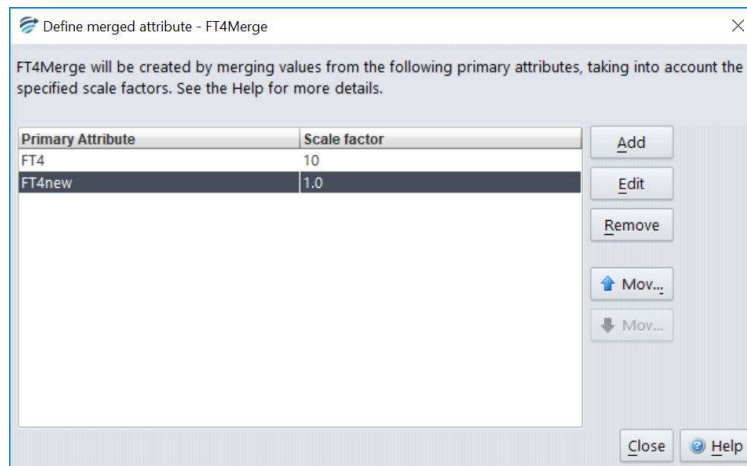 Define merged attribute - FT4Merge
FT4Merge will be created by merging values from the following primary attributes, taking into account the
specified scale factors. See the Help for more details.
Primary Attribute Scale factor
FT4 10
FT4new 1.0
Add
Edit
Remove
Mov...
Mov...
Close Help